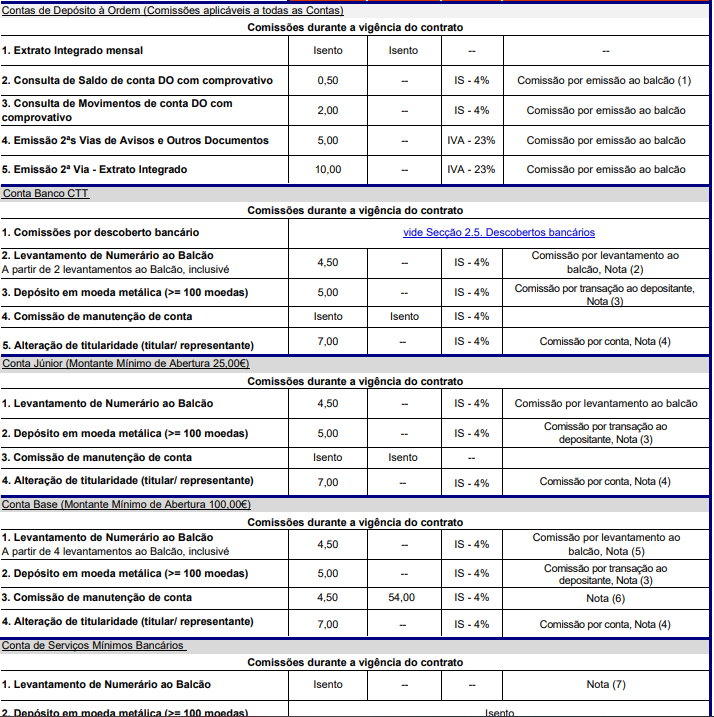 Contas de Depósito à Ordem (Comissões aplicáveis a todas as Contas)
Comissões durante a vigência do contrato
1. Extrato Integrado mensal Isento Isento -- --
2. Consulta de Saldo de conta DO com comprovativo 0,50 -- IS - 4% Comissão por emissão ao balcão (1)
3. Consulta de Movimentos de conta DO com
comprovativo 2,00 -- IS - 4% Comissão por emissão ao balcão
4. Emissão 2ªs Vias de Avisos e Outros Documentos 5,00 -- IVA - 23% Comissão por emissão ao balcão
5. Emissão 2ª Via - Extrato Integrado 10,00 -- IVA - 23% Comissão por emissão ao balcão
Conta Banco CTT
Comissões durante a vigência do contrato
1. Comissões por descoberto bancário vide Secção 2.5. Descobertos bancários
2. Levantamento de Numerário ao Balcão
A partir de 2 levantamentos ao Balcão, inclusivé 4,50 -- IS - 4% Comissão por levantamento ao
balcão, Nota (2)
3. Depósito em moeda metálica (>= 100 moedas) 5,00 -- IS - 4% Comissão por transação ao depositante,
Nota (3)
4. Comissão de manutenção de conta Isento Isento IS - 4%
5. Alteração de titularidade (titular/ representante) 7,00 -- IS - 4% Comissão por conta, Nota (4)
Conta Júnior (Montante Mínimo de Abertura 25,00€)
Comissões durante a vigência do contrato
1. Levantamento de Numerário ao Balcão 4,50 -- IS - 4% Comissão por levantamento ao balcão
2. Depósito em moeda metálica (>= 100 moedas) 5,00 -- IS - 4% Comissão por transação ao
depositante, Nota (3)
3. Comissão de manutenção de conta Isento Isento --
4. Alteração de titularidade (titular/ representante) 7,00 -- IS - 4% Comissão por conta, Nota (4)
Conta Base (Montante Mínimo de Abertura 100,00€)
Comissões durante a vigência do contrato
1. Levantamento de Numerário ao Balcão
A partir de 4 levantamentos ao Balcão, inclusivé 4,50 -- IS - 4% Comissão por levantamento ao
balcão, Nota (5)
2. Depósito em moeda metálica (>= 100 moedas) 5,00 -- IS - 4% Comissão por transação ao
depositante, Nota (3)
3. Comissão de manutenção de conta 4,50 54,00 IS - 4% Nota (6)
4. Alteração de titularidade (titular/ representante) 7,00 -- IS - 4% Comissão por conta, Nota (4)
Conta de Serviços Mínimos Bancários
Comissões durante a vigência do contrato
1. Levantamento de Numerário ao Balcão Isento -- -- Nota (7)
2. Depósito em moeda metálica (>= 100 moedas) Isento